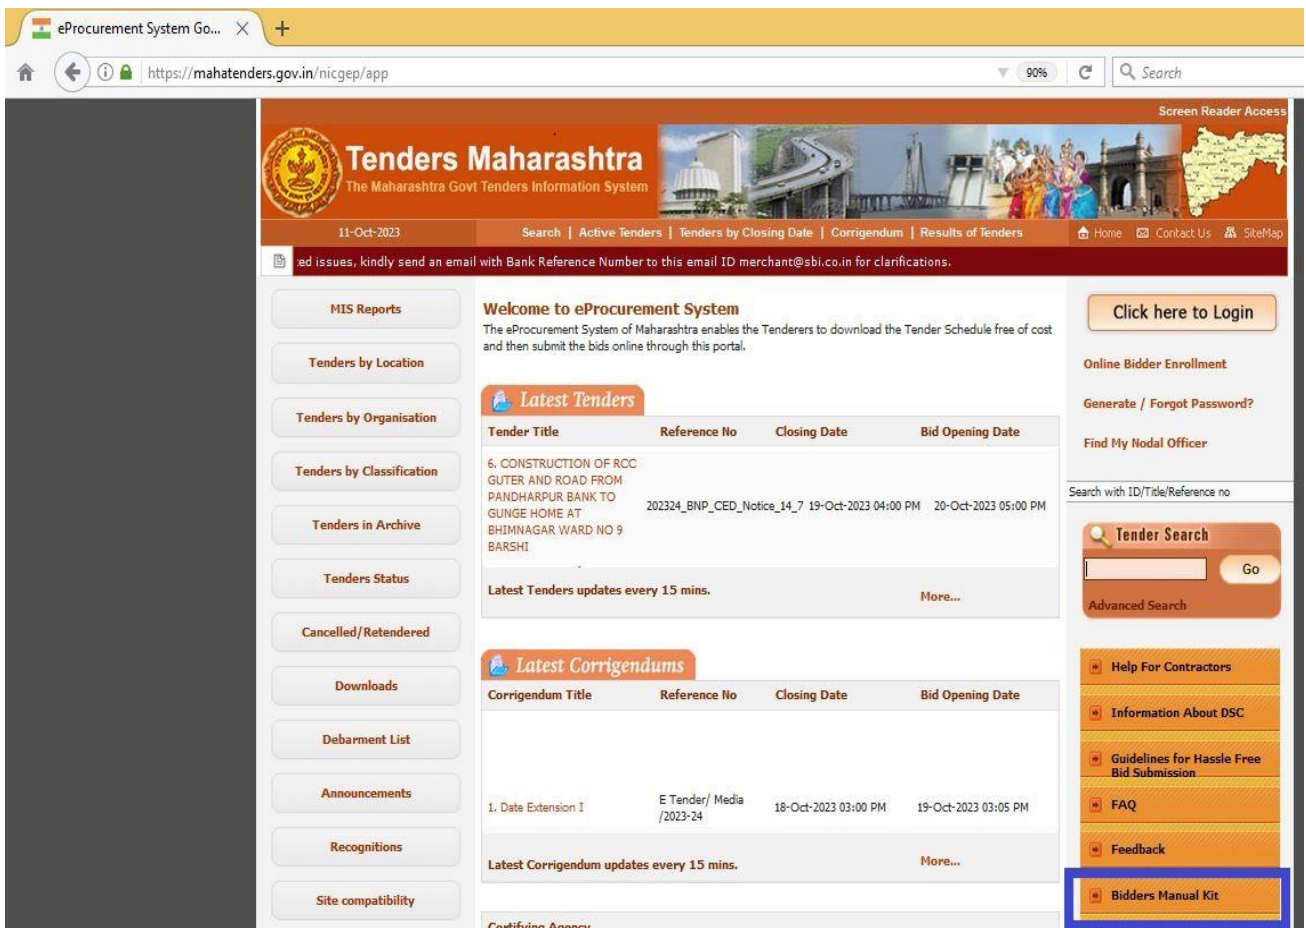 eProcurement System Go...
https://mahatenders.gov.in/nicgep/app
90%
Search
Screen Reader Access
Tenders Maharashtra
The Maharashtra Govt Tenders Information System
11-Oct-2023
Search | Active Tenders | Tenders by Closing Date | Corrigendum | Results of Tenders
Home Contact Us SiteMap
ed issues, kindly send an email with Bank Reference Number to this email ID merchant@sbi.co.in for clarifications.
MIS Reports
Tenders by Location
Tenders by Organisation
Tenders by Classification
Tenders in Archive
Tenders Status
Cancelled/Retendered
Downloads
Debarment List
Announcements
Recognitions
Site compatibility
Welcome to eProcurement System
The eProcurement System of Maharashtra enables the Tenderers to download the Tender Schedule free of cost
and then submit the bids online through this portal.
Latest Tenders
Tender Title Reference No Closing Date Bid Opening Date
6. CONSTRUCTION OF RCC
GUTER AND ROAD FROM
PANDHARPUR BANK TO
GUNGE HOME AT
BHIMNAGAR WARD NO 9
BARSHI
202324_BNP_CED_Notice_14_7 19-Oct-2023 04:00 PM 20-Oct-2023 05:00 PM
Latest Tenders updates every 15 mins.
More...
Latest Corrigendums
Corrigendum Title Reference No Closing Date Bid Opening Date
1. Date Extension I
E Tender/ Media
/2023-24
18-Oct-2023 03:00 PM 19-Oct-2023 03:05 PM
Latest Corrigendum updates every 15 mins.
More...
Certifying Agency
Click here to Login
Online Bidder Enrollment
Generate / Forgot Password?
Find My Nodal Officer
Search with ID/Title/Reference no
Tender Search
Go
Advanced Search
Help For Contractors
Information About DSC
Guidelines for Hassle Free
Bid Submission
FAQ
Feedback
Bidders Manual Kit